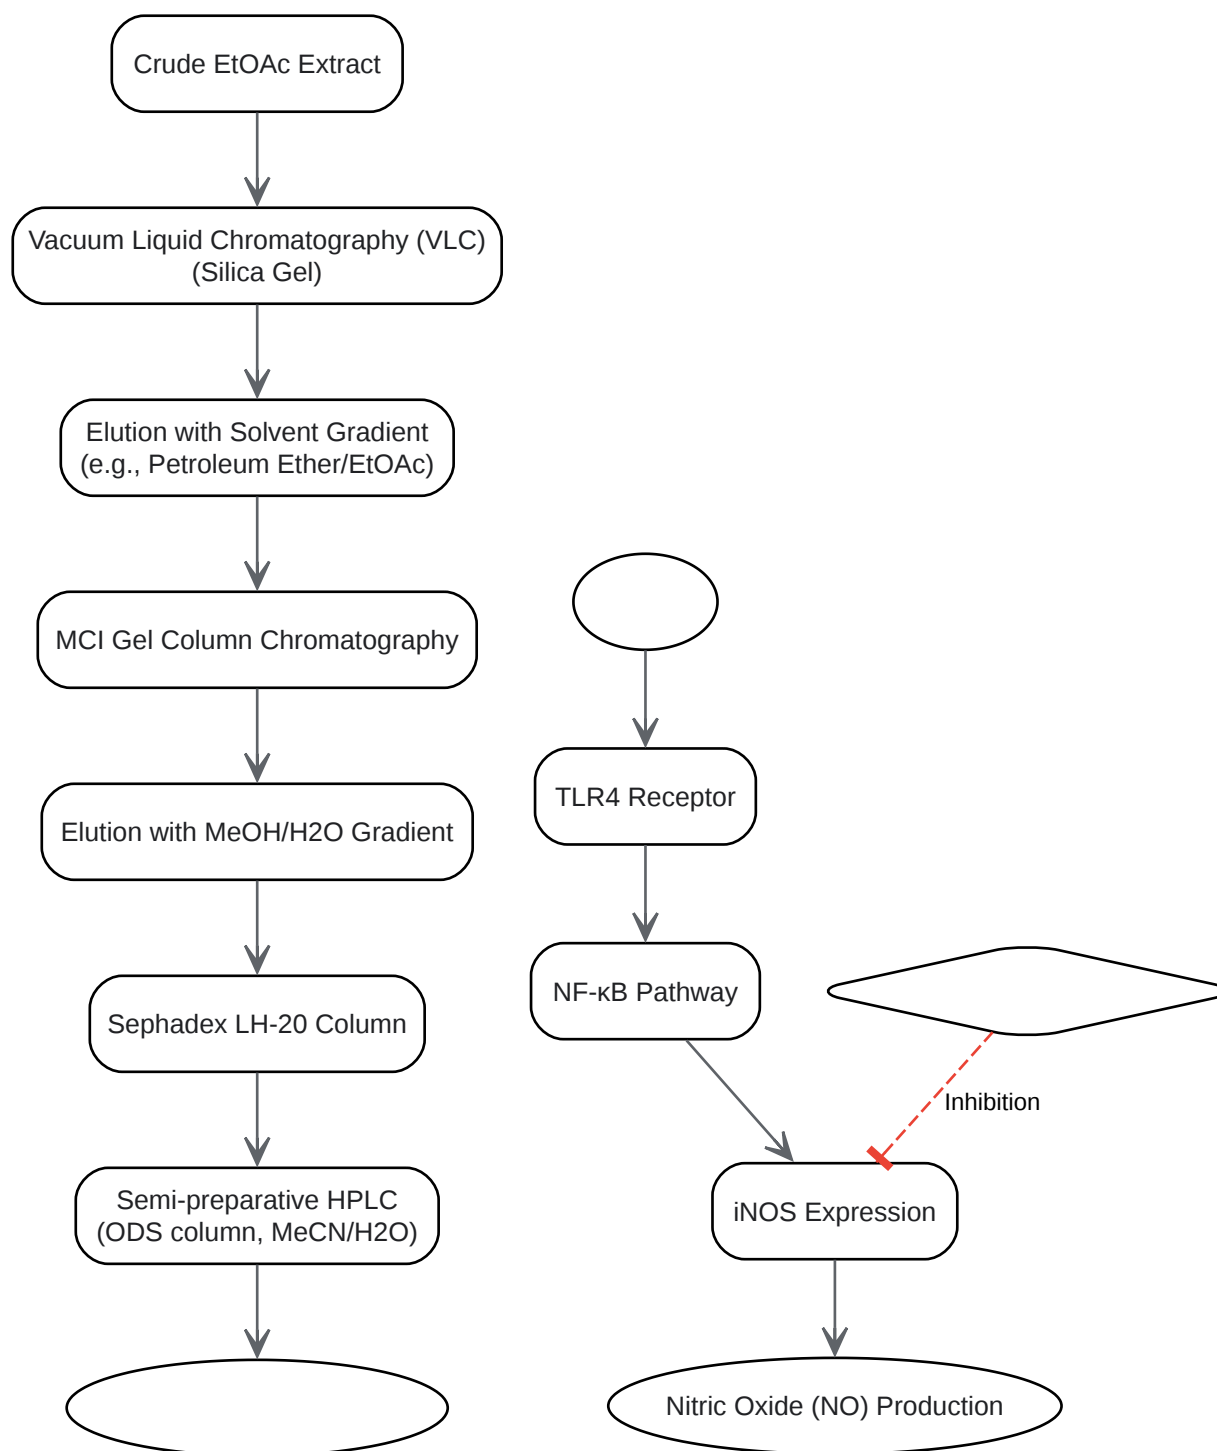 Crude EtOAc Extract
Vacuum Liquid Chromatography (VLC)
(Silica Gel)
Elution with Solvent Gradient
(e.g., Petroleum Ether/EtOAc)
MCI Gel Column Chromatography
Elution with MeOH/H2O Gradient
Sephadex LH-20 Column
Semi-preparative HPLC
(ODS column, MeCN/H2O)
TLR4 Receptor
NF-κB Pathway
Inhibition
iNOS Expression
Nitric Oxide (NO) Production